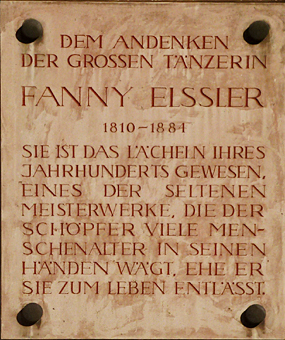 DEM ANDENKEN
DER GROSSEN TÄNZERIN
FANNY ELSSLER
1810-1884
SIE IST DAS LÄCHELN IHRES
JAHRHUNDERTS GEWESEN,
EINES DER SELTENEN
MEISTERWERKE, DIE DER
SCHÖPFER VIELE MEN-
SCHENALTER IN SEINEN
HÄNDEN WÄGT, EHE ER
SIE ZUM LEBEN ENTLÄSST.